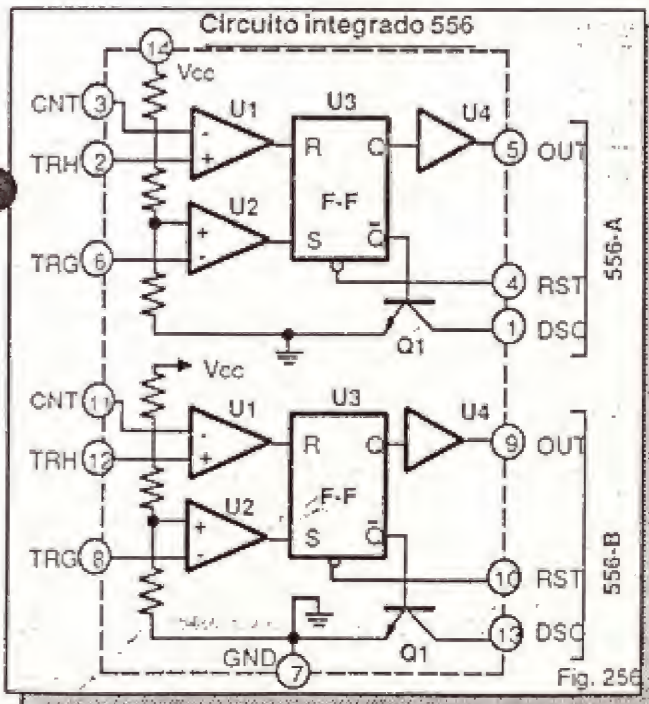 Circuito integrado 556
14
Vcc
CNT 3
U1
U3
U4
-
+
R
Q
5 OUT
TRH 2
F-F
U2
+
-
S
Q̅
TRG 6
4 RST
1 DSC
Q1
556-A
Vcc
CNT 11
U1
U3
U4
-
+
R
Q
9 OUT
TRH 12
F-F
U2
+
-
S
Q̅
TRG 8
10 RST
13 DSC
Q1
GND
7
556-B
Fig. 256